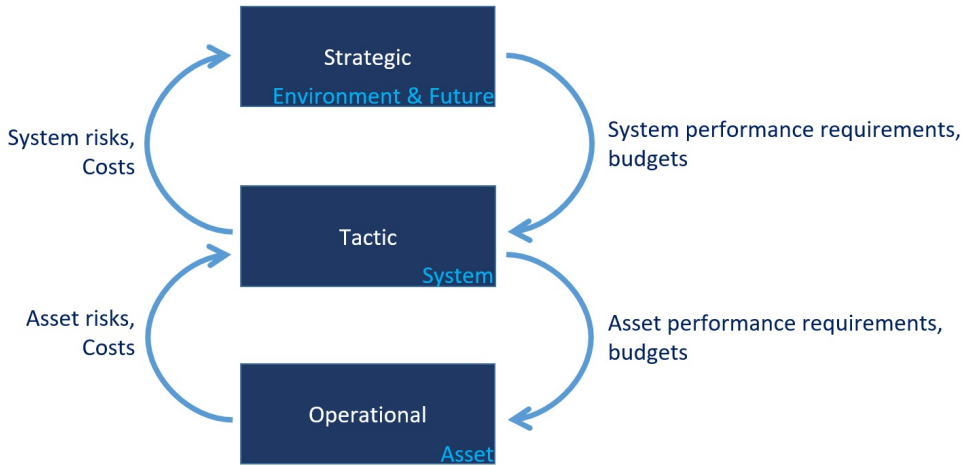 Strategic
Environment & Future
System risks,
Costs
System performance requirements,
budgets
Tactic
System
Asset risks,
Costs
Asset performance requirements,
budgets
Operational
Asset